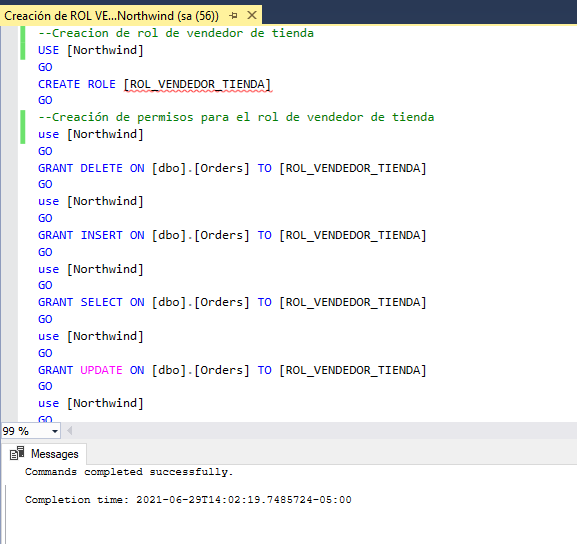 Creación de ROL VE...Northwind (sa (56))
--Creacion de rol de vendedor de tienda
USE [Northwind]
GO
CREATE ROLE [ROL_VENDEDOR_TIENDA]
GO
--Creación de permisos para el rol de vendedor de tienda
use [Northwind]
GO
GRANT DELETE ON [dbo].[Orders] TO [ROL_VENDEDOR_TIENDA]
GO
use [Northwind]
GO
GRANT INSERT ON [dbo].[Orders] TO [ROL_VENDEDOR_TIENDA]
GO
use [Northwind]
GO
GRANT SELECT ON [dbo].[Orders] TO [ROL_VENDEDOR_TIENDA]
GO
use [Northwind]
GO
GRANT UPDATE ON [dbo].[Orders] TO [ROL_VENDEDOR_TIENDA]
GO
use [Northwind]
GO
99 %
Messages
Commands completed successfully.
Completion time: 2021-06-29T14:02:19.7485724-05:00